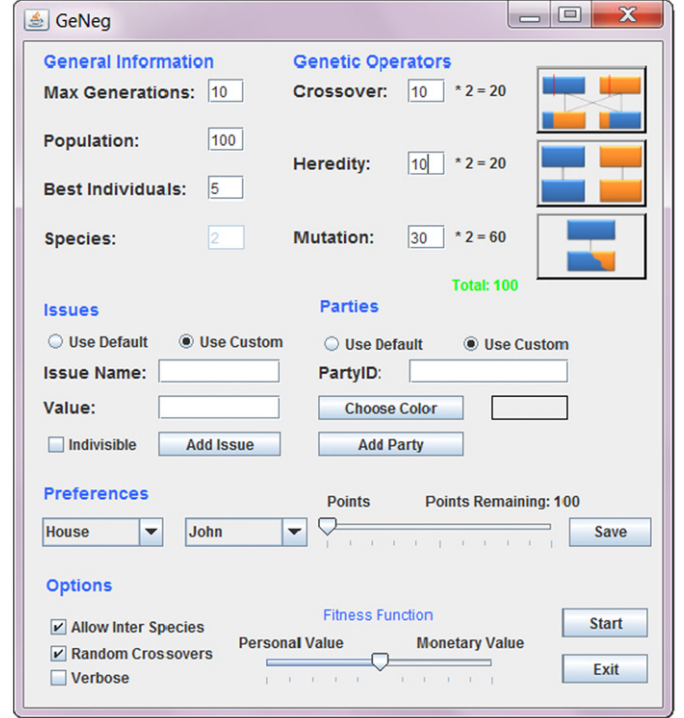 GeNeg
General Information
Genetic Operators
Max Generations: 10
Crossover: 10 * 2 = 20
Population: 100
Heredity: 10 * 2 = 20
Best Individuals: 5
Species: 2
Mutation: 30 * 2 = 60
Total: 100
Issues
Parties
Use Default Use Custom
Use Default Use Custom
Issue Name:
PartyID:
Value:
Choose Color
Indivisible Add Issue
Add Party
Preferences
Points Points Remaining: 100
House John Save
Options
Fitness Function
Allow Inter Species
Start
Personal Value Monetary Value
Random Crossovers
Verbose
Exit